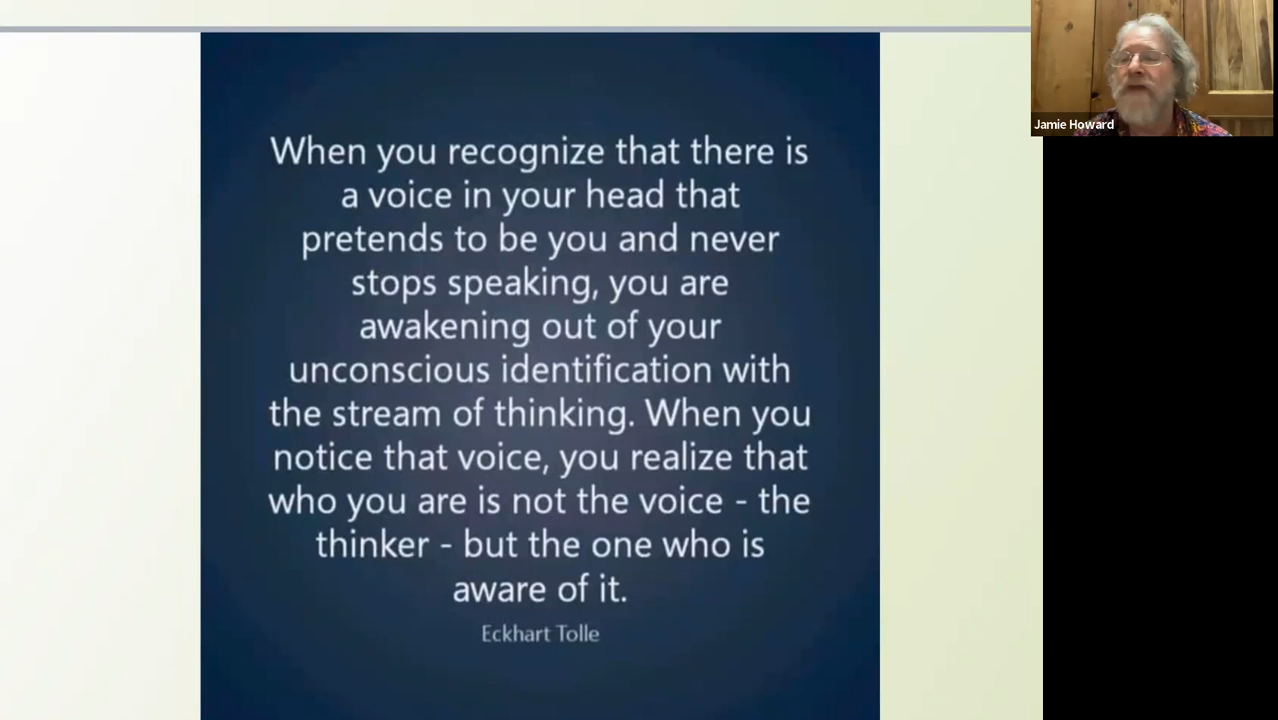 When you recognize that there is
a voice in your head that
pretends to be you and never
stops speaking, you are
awakening out of your
unconscious identification with
the stream of thinking. When you
notice that voice, you realize that
who you are is not the voice - the
thinker - but the one who is
aware of it.
Eckhart Tolle
Jamie Howard